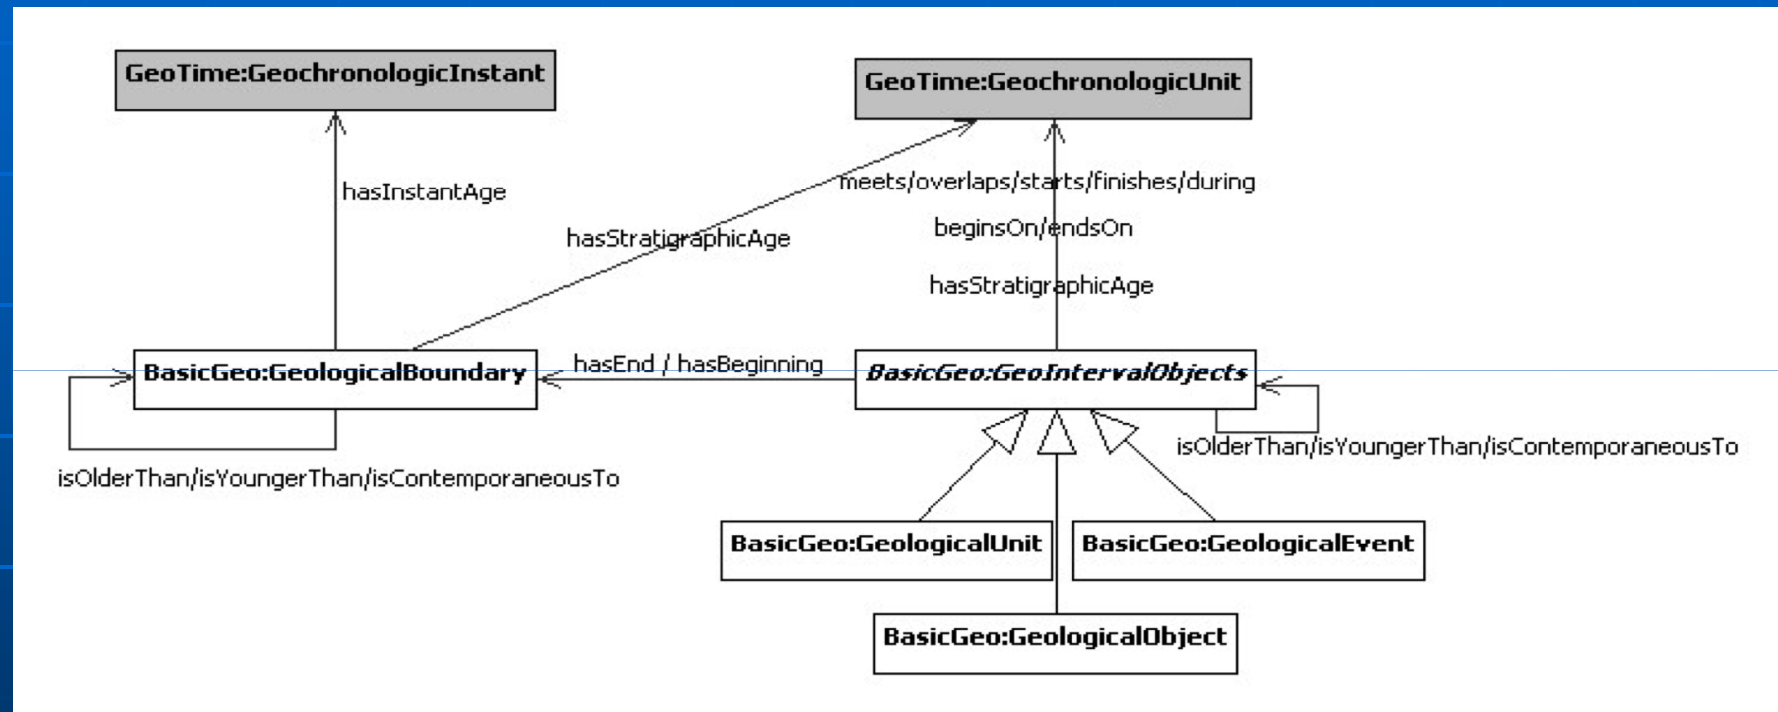 GeoTime:GeochronologicInstant
GeoTime:GeochronologicUnit
hasInstantAge
meets/overlaps/starts/finishes/during
hasStratigraphicAge
beginsOn/endsOn
hasStratigraphicAge
BasicGeo:GeologicalBoundary
hasEnd / hasBeginning
BasicGeo:GeoIntervalObjects
isOlderThan/isYoungerThan/isContemporaneousTo
isOlderThan/isYoungerThan/isContemporaneousTo
BasicGeo:GeologicalUnit
BasicGeo:GeologicalEvent
BasicGeo:GeologicalObject